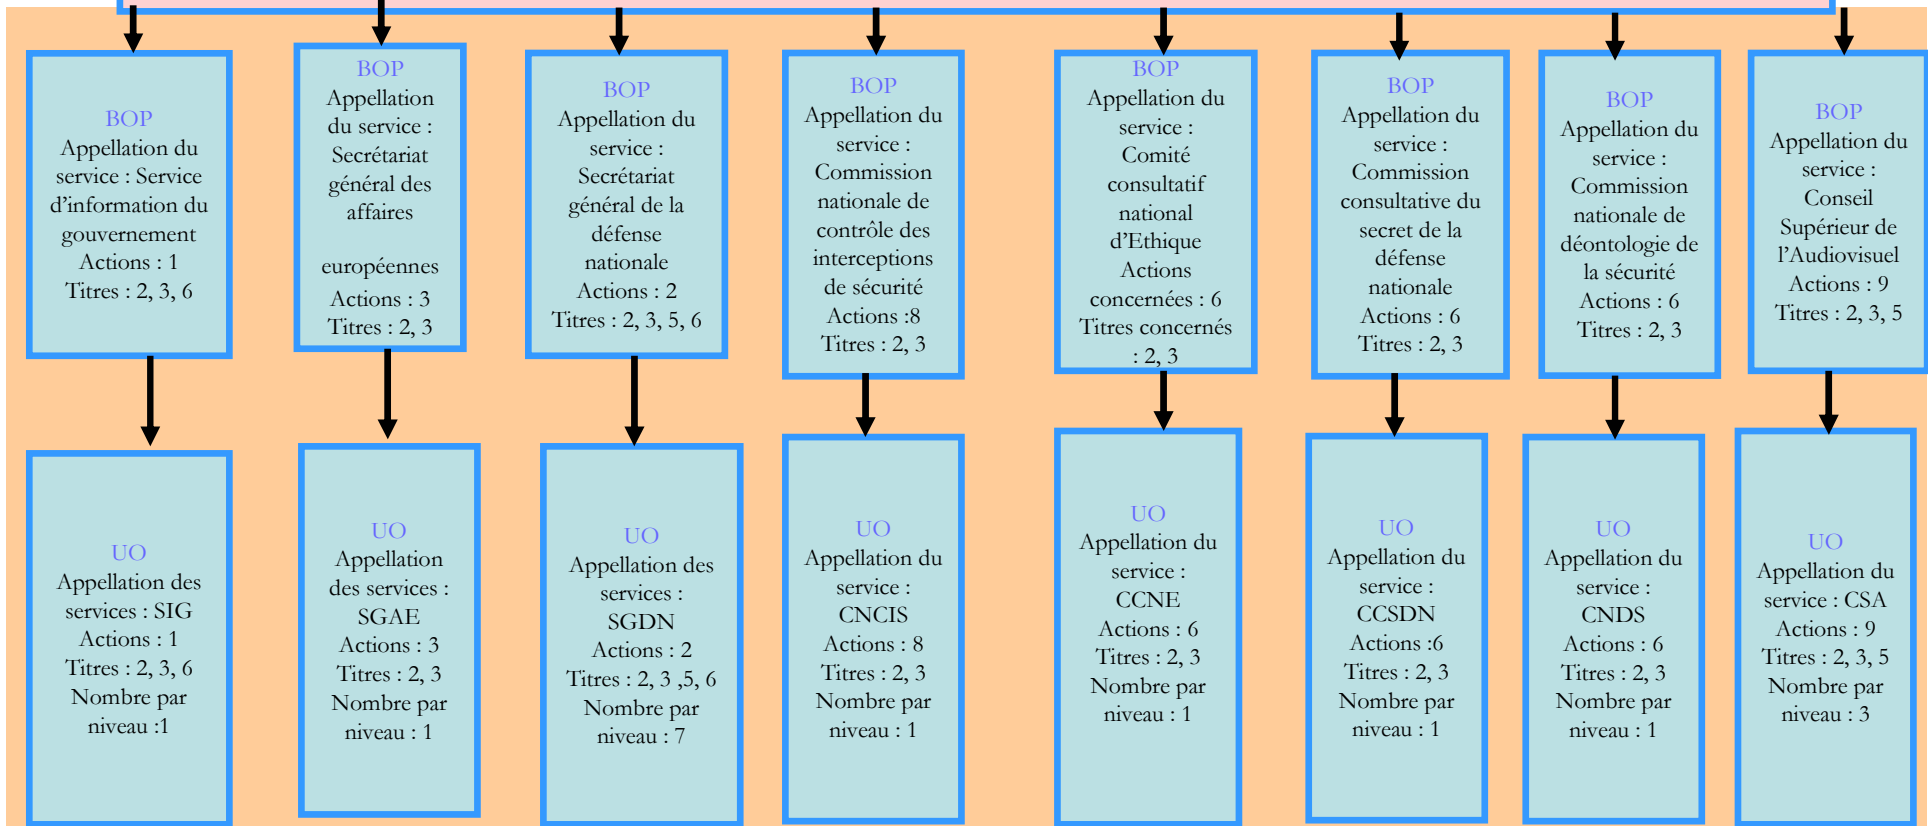 BOP
Appellation du
service : Service
d'information du
gouvernement
Actions : 1
Titres : 2, 3, 6
BOP
Appellation
du service :
Secrétariat
général des
affaires
européennes
Actions : 3
Titres : 2, 3
BOP
Appellation du
service :
Secrétariat
général de la
défense
nationale
Actions : 2
Titres : 2, 3, 5, 6
BOP
Appellation du
service :
Commission
nationale de
contrôle des
interceptions
de sécurité
Actions :8
Titres : 2, 3
BOP
Appellation du
service :
Comité
consultatif
national
d'Ethique
Actions
concernées : 6
Titres concernés
: 2, 3
BOP
Appellation du
service :
Commission
consultative du
secret de la
défense
nationale
Actions : 6
Titres : 2, 3
BOP
Appellation du
service :
Commission
nationale de
déontologie de
la sécurité
Actions : 6
Titres : 2, 3
BOP
Appellation du
service :
Conseil
Supérieur de
l'Audiovisuel
Actions : 9
Titres : 2, 3, 5
UO
Appellation des
services : SIG
Actions : 1
Titres : 2, 3, 6
Nombre par
niveau :1
UO
Appellation
des services :
SGAE
Actions : 3
Titres : 2, 3
Nombre par
niveau : 1
UO
Appellation des
services :
SGDN
Actions : 2
Titres : 2, 3 ,5, 6
Nombre par
niveau : 7
UO
Appellation du
service :
CNCIS
Actions : 8
Titres : 2, 3
Nombre par
niveau : 1
UO
Appellation du
service :
CCNE
Actions : 6
Titres : 2, 3
Nombre par
niveau : 1
UO
Appellation du
service :
CCSDN
Actions :6
Titres : 2, 3
Nombre par
niveau : 1
UO
Appellation du
service :
CNDS
Actions : 6
Titres : 2, 3
Nombre par
niveau : 1
UO
Appellation du
service : CSA
Actions : 9
Titres : 2, 3, 5
Nombre par
niveau : 3